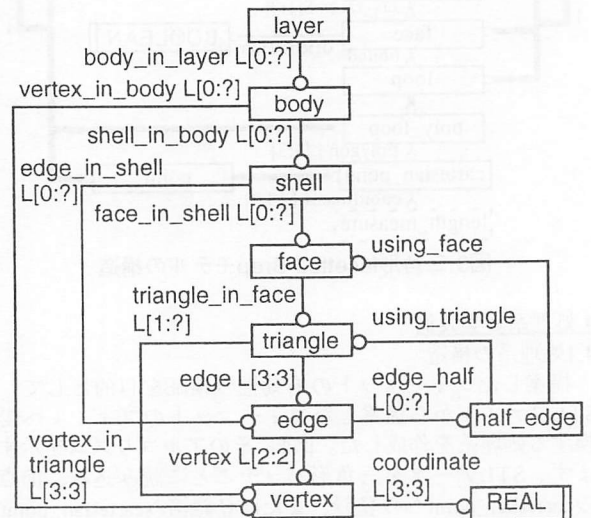 layer
body_in_layer L[0:?]
vertex_in_body L[0:?]
body
shell_in_body L[0:?]
edge_in_shell
L[0:?]
shell
face_in_shell L[0:?]
face
using_face
triangle_in_face
L[1:?]
using_triangle
triangle
edge L[3:3]
edge_half
L[0:?]
edge
half_edge
vertex_in_
triangle
L[3:3]
vertex L[2:2]
coordinate
L[3:3]
vertex
REAL